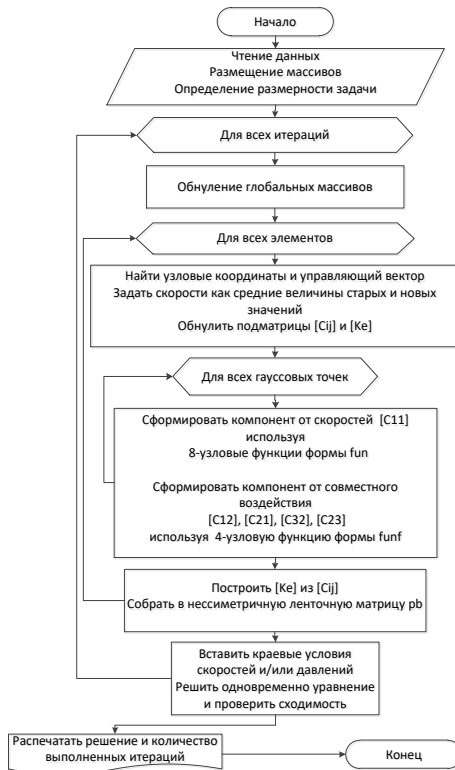 Начало
Чтение данных
Размещение массивов
Определение размерности задачи
Для всех итераций
Обнуление глобальных массивов
Для всех элементов
Найти узловые координаты и управляющий вектор
Задать скорости как средние величины старых и новых
значений
Обнулить подматрицы [Cij] и [Ke]
Для всех гауссовых точек
Сформировать компонент от скоростей [C11]
используя
8-узловые функции формы fun
Сформировать компонент от совместного
воздействия
[C12], [C21], [C32], [C23]
используя 4-узловую функцию формы funf
Построить [Ke] из [Cij]
Собрать в нессиметричную ленточную матрицу pb
Вставить краевые условия
скоростей и/или давлений
Решить одновременно уравнение
и проверить сходимость
Распечатать решение и количество
выполненных итераций
Конец